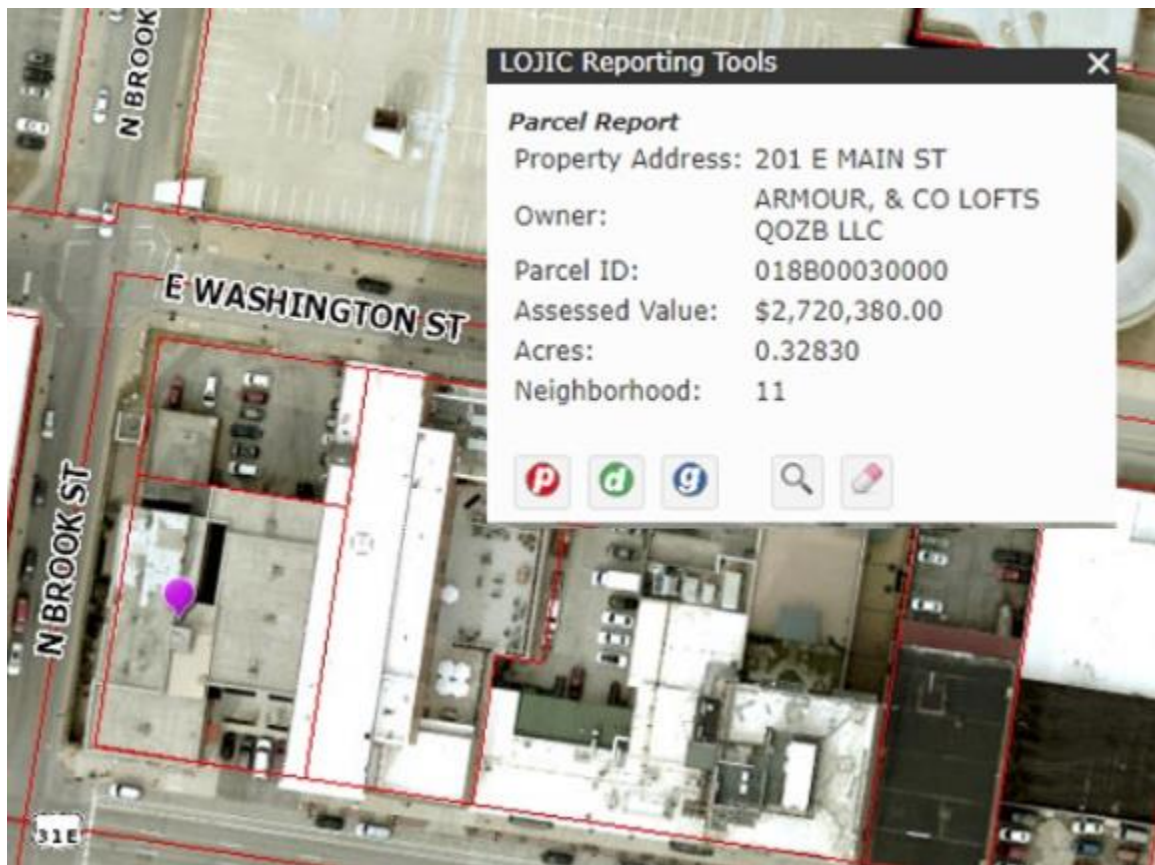 N BROOK
LOJIC Reporting Tools
Parcel Report
Property Address: 201 E MAIN ST
Owner: ARMOUR, & CO LOFTS
QOZB LLC
Parcel ID: 018B00030000
Assessed Value: $2,720,380.00
Acres: 0.32830
Neighborhood: 11
p d g
E WASHINGTON ST
N BROOK ST
31E